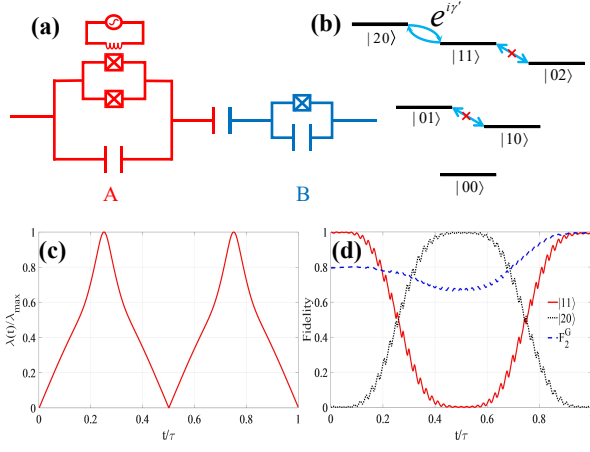 (a)
A
B
(b)
e^{iγ′}
|20⟩
|11⟩
|02⟩
|01⟩
|10⟩
|00⟩
(c)
λ(t)/λmax
1
0.8
0.6
0.4
0.2
0
0 0.2 0.4 0.6 0.8 1
t/τ
(d)
Fidelity
1
0.8
0.6
0.4
0.2
0
0 0.2 0.4 0.6 0.8
t/τ
|11⟩
|20⟩
F₂ᴳ